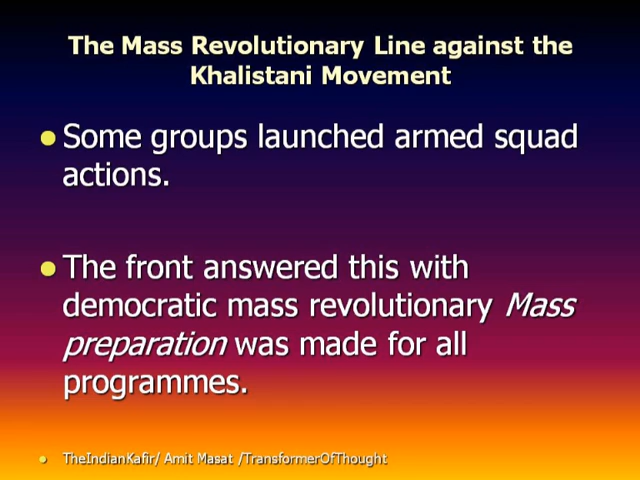 The Mass Revolutionary Line against the
Khalistani Movement
Some groups launched armed squad
actions.
The front answered this with
democratic mass revolutionary Mass
preparation was made for all
programmes.
TheIndianKafir/ Amit Masat /TransformerOfThought